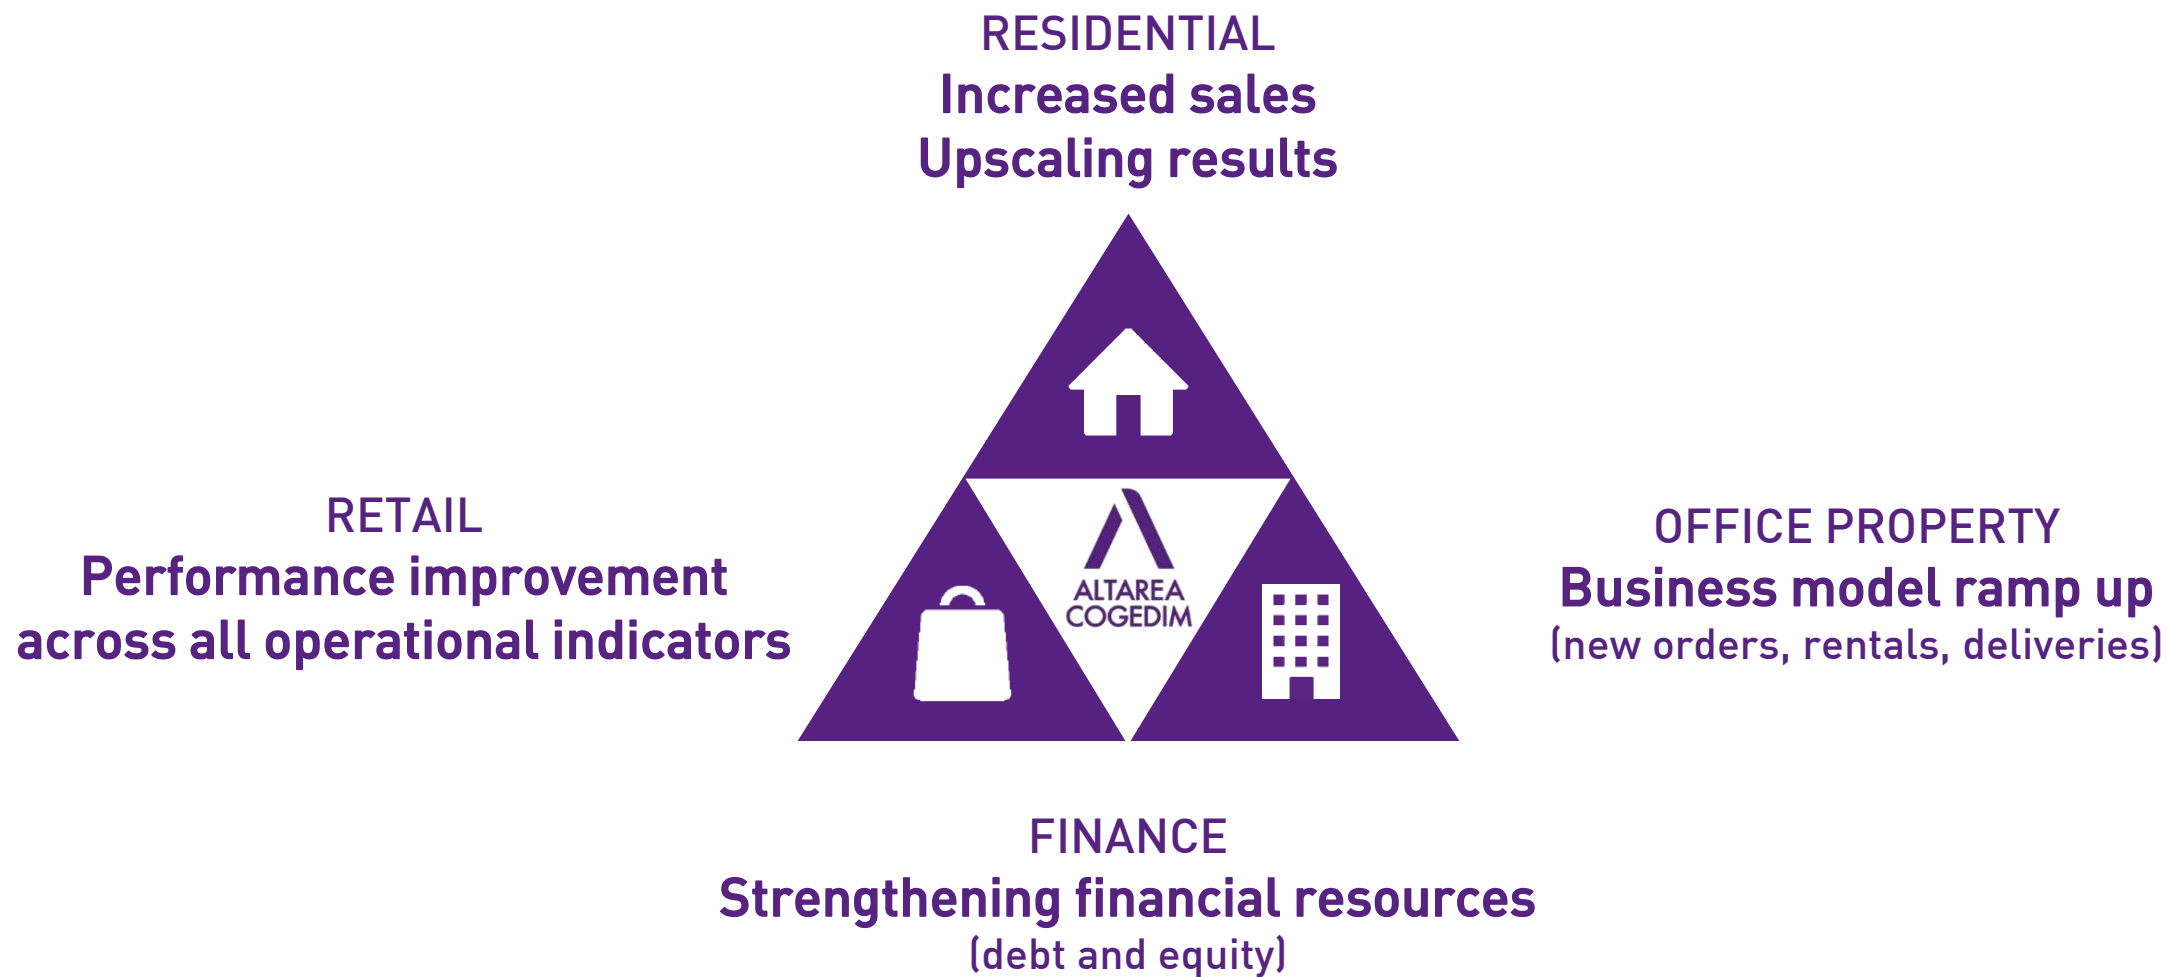 RESIDENTIAL
Increased sales
Upscaling results
RETAIL
Performance improvement
across all operational indicators
ALTAREA
COGEDIM
OFFICE PROPERTY
Business model ramp up
(new orders, rentals, deliveries)
FINANCE
Strengthening financial resources
(debt and equity)